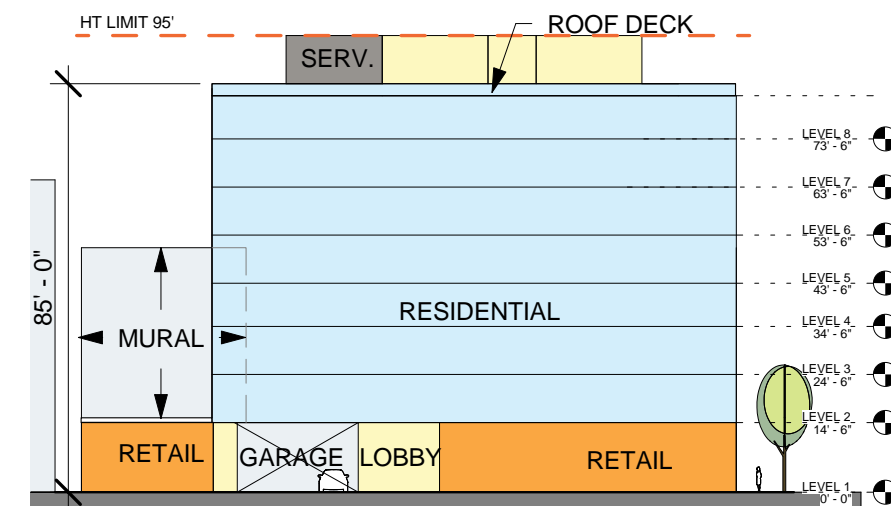 HT LIMIT 95'
ROOF DECK
SERV.
LEVEL 8
73' - 6"
LEVEL 7
63' - 6"
LEVEL 6
53' - 6"
85' - 0"
LEVEL 5
43' - 6"
RESIDENTIAL
LEVEL 4
34' - 6"
MURAL
LEVEL 3
24' - 6"
LEVEL 2
14' - 6"
RETAIL
GARAGE
LOBBY
RETAIL
LEVEL 1
0' - 0"